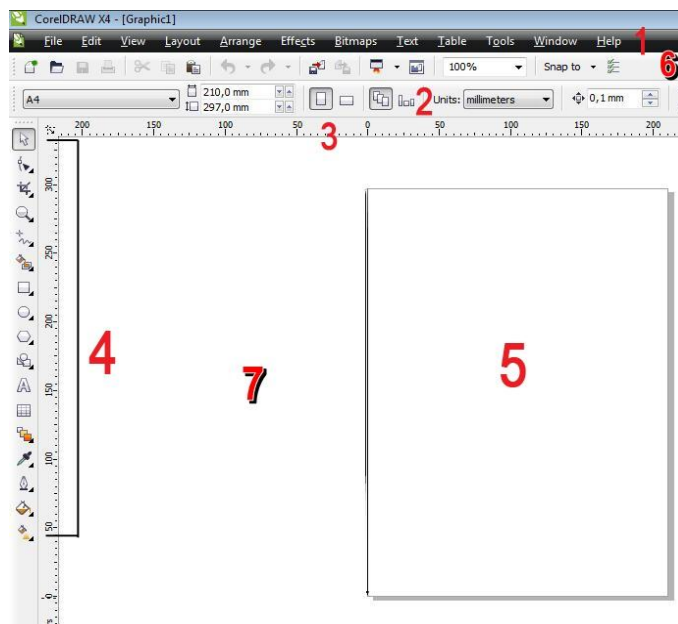 CorelDRAW X4 - [Graphic1]
File Edit View Layout Arrange Effects Bitmaps Text Table Tools Window Help 1
100% Snap to 6
A4 210,0 mm 297,0 mm 2 Units: millimeters 0,1 mm
200 150 100 50 0 50 100 150 200
3
300
250
200
4
5
7
150
100
50
0